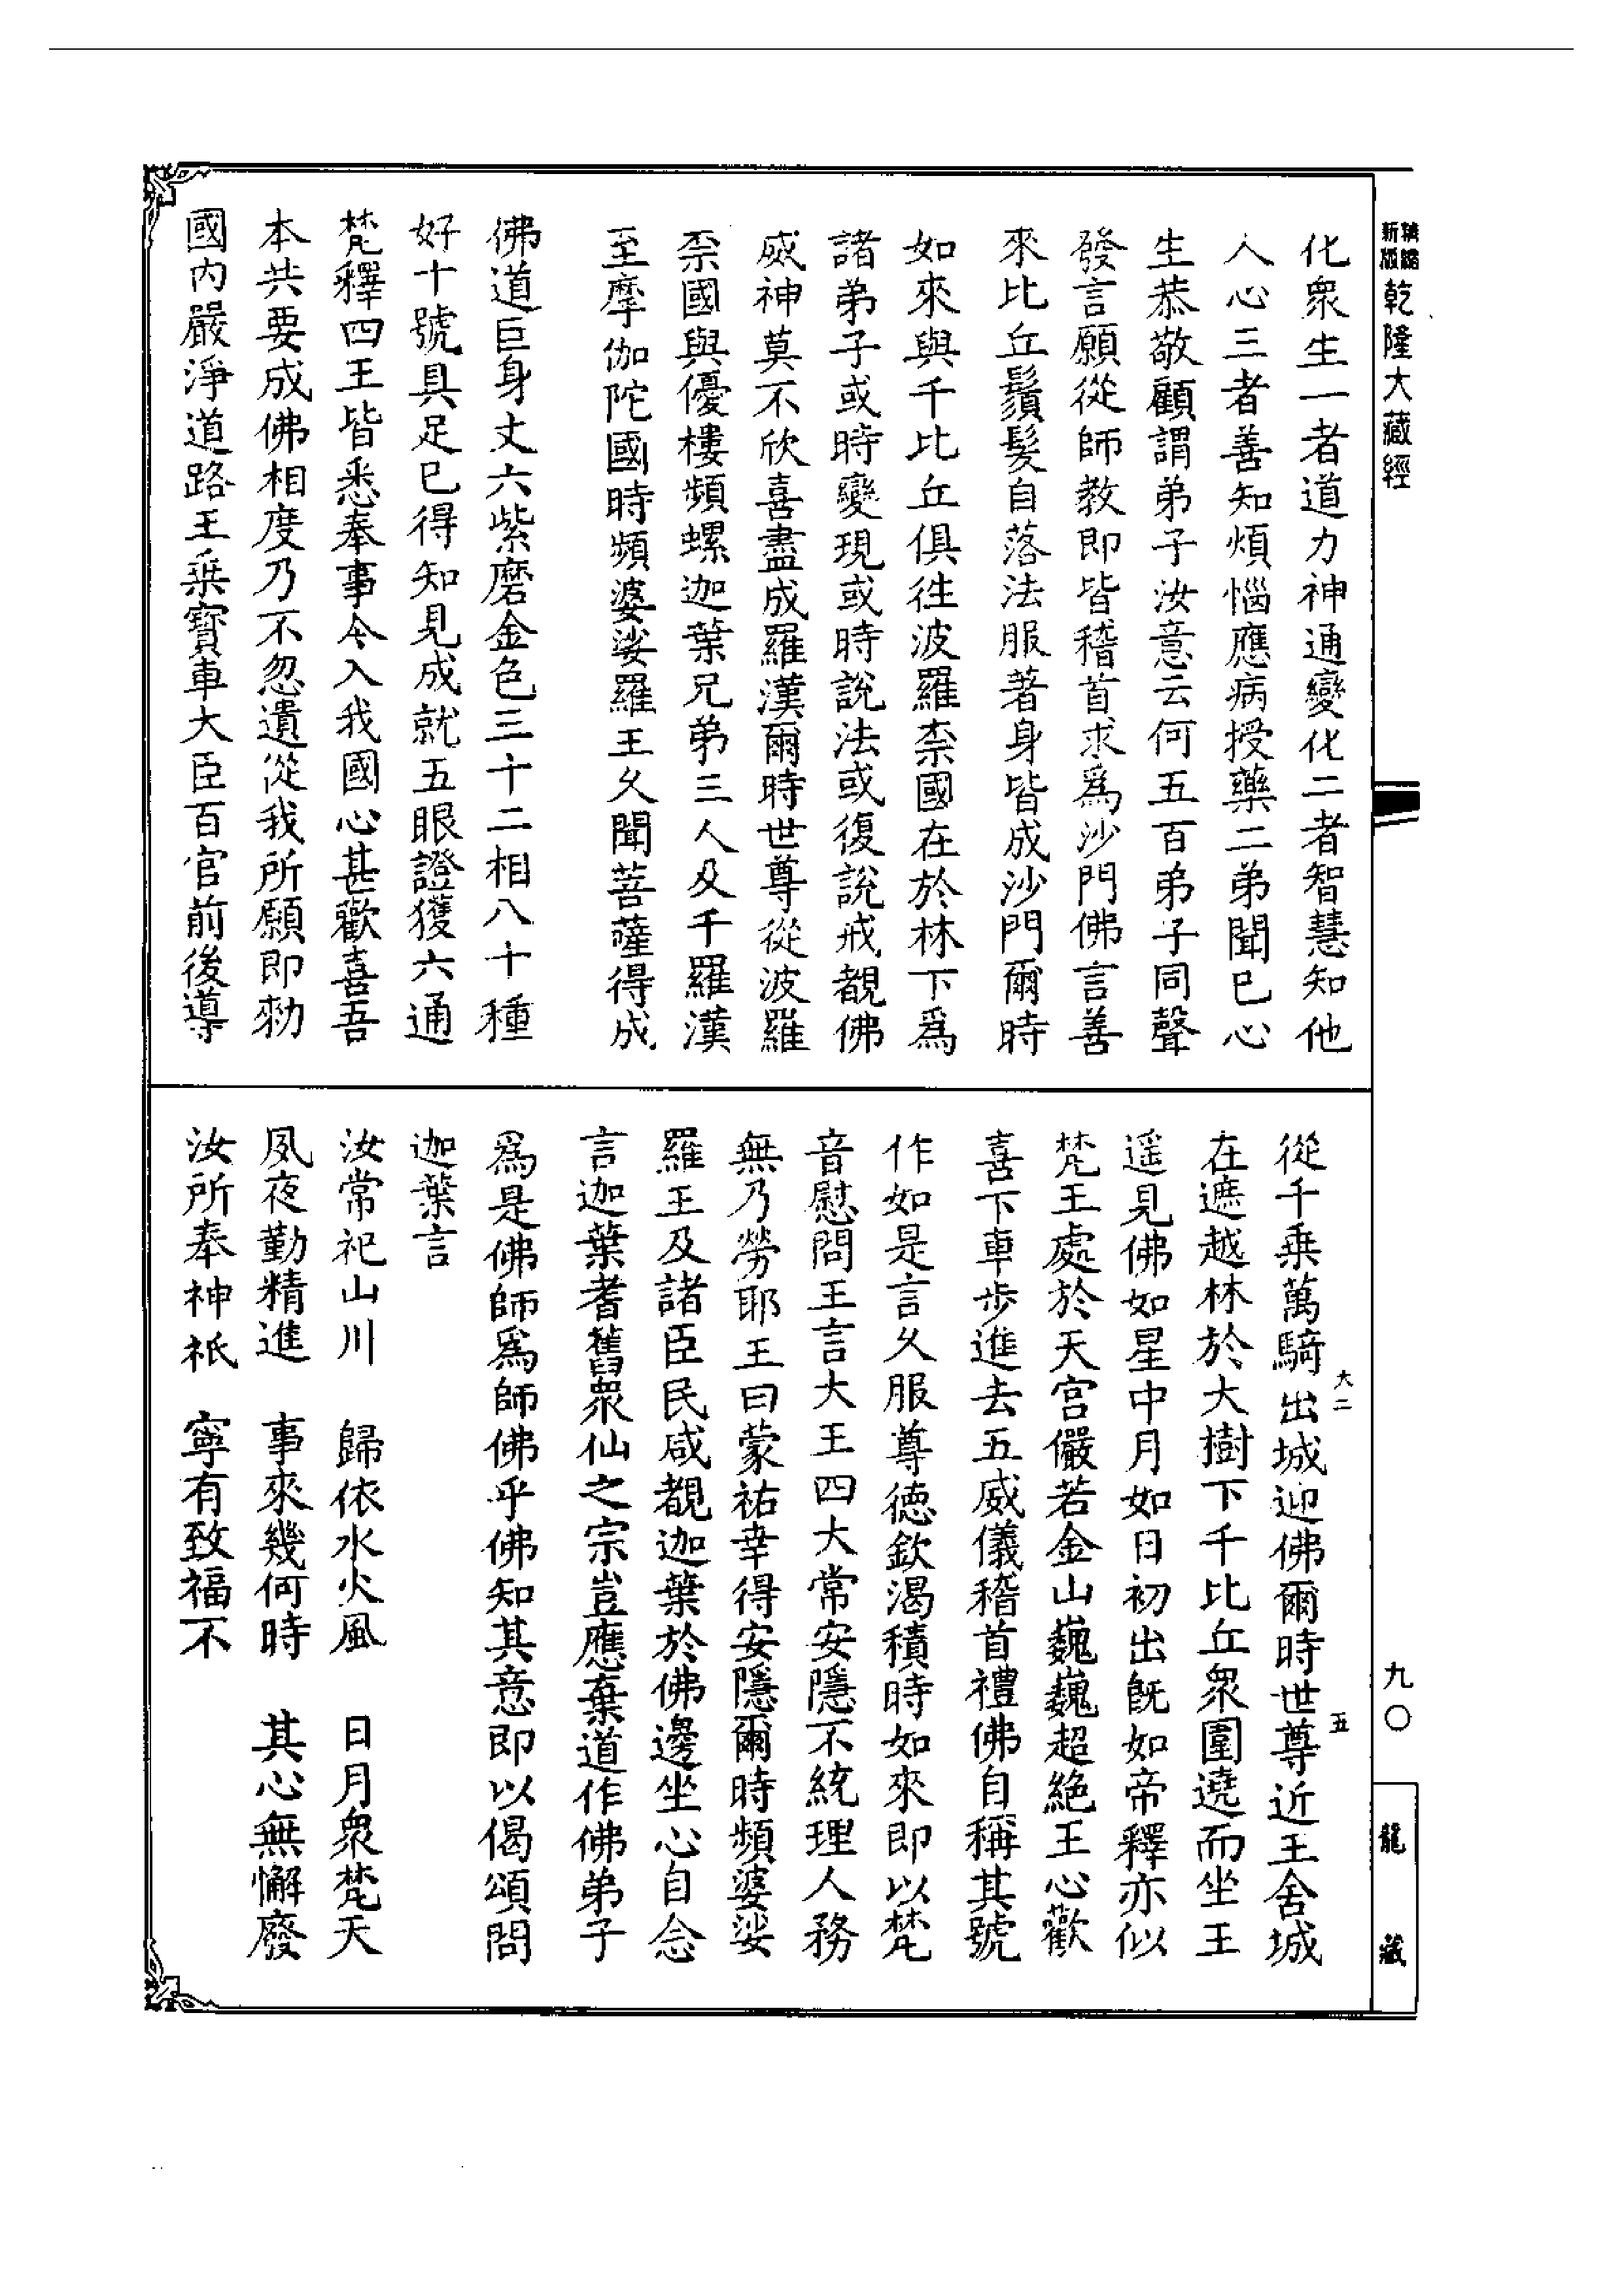 新版
乾隆大藏經
化衆生一者道力神通變化二者智慧知他
人心三者善知煩惱應病授藥二弟聞已心
生恭敬顧謂弟子汝意云何五百弟子同聲
發言願從師教即皆稽首求爲沙門佛言善
來比丘鬚髮自落法服著身皆成沙門爾時
如來與千比丘俱往波羅柰國在於林下爲
諸弟子或時變現或時說法或復說戒覩佛
威神莫不欣喜盡成羅漢爾時世尊從波羅
柰國與優樓頻螺迦葉兄弟三人及千羅漢
至摩伽陀國時頻婆娑羅王久聞菩薩得成
佛道巨身丈六紫磨金色三十二相八十種
好十號具足已得知見成就五眼證獲六通
梵釋四王皆悉奉事今入我國心甚歡喜吾
本共要成佛相度乃不忽遺從我所願即勑
國內嚴淨道路王乘寶車大臣百官前後導
從千乘萬騎出城迎佛爾時世尊近王舍城
在遮越林於大樹下千比丘衆圍遶而坐王
遥見佛如星中月如日初出旣如帝釋亦似
梵王處於天宫儼若金山巍巍超絕王心歡
喜下車步進去五威儀稽首禮佛自稱其號
作如是言久服尊德欽渴積時如來即以梵
音慰問王言大王四大常安隱不統理人務
無乃勞耶王曰蒙祐幸得安隱爾時頻婆娑
羅王及諸臣民咸覩迦葉於佛邊坐心自念
言迦葉耆舊衆仙之宗豈應棄道作佛弟子
爲是佛師爲師佛乎佛知其意即以偈頌問
迦葉言
汝常祀山川　歸依水火風　日月衆梵天
夙夜勤精進　事來幾何時　其心無懈廢
汝所奉神祇　寧有致福不
大二
五
九〇
龍藏